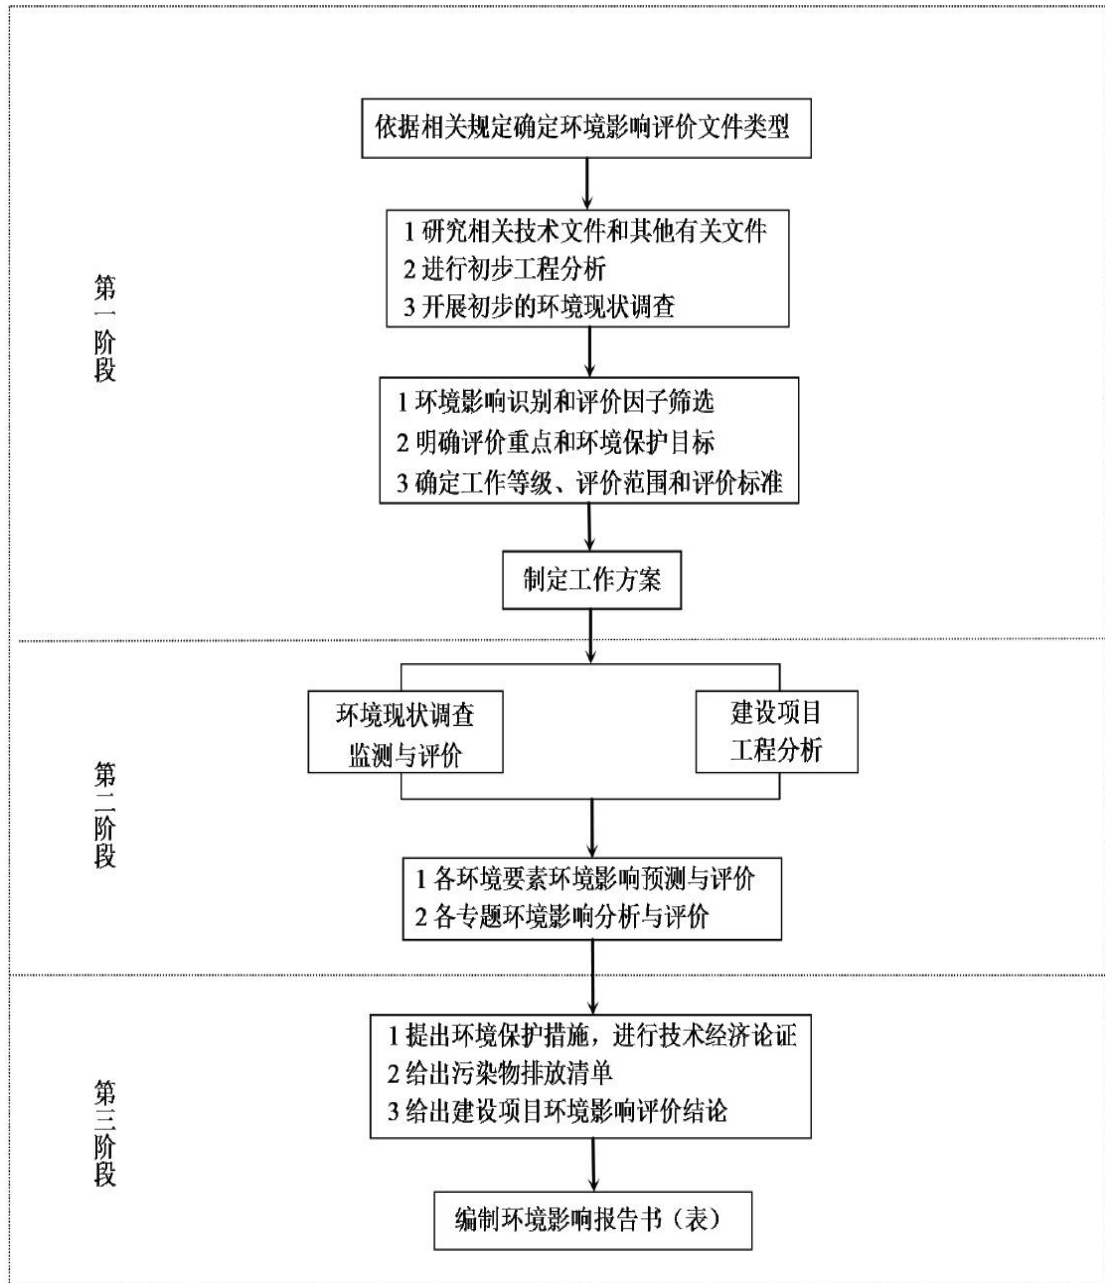 依据相关规定确定环境影响评价文件类型
1 研究相关技术文件和其他有关文件
2 进行初步工程分析
3 开展初步的环境现状调查
第一阶段
1 环境影响识别和评价因子筛选
2 明确评价重点和环境保护目标
3 确定工作等级、评价范围和评价标准
制定工作方案
环境现状调查
监测与评价
建设项目
工程分析
第二阶段
1 各环境要素环境影响预测与评价
2 各专题环境影响分析与评价
1 提出环境保护措施，进行技术经济论证
2 给出污染物排放清单
3 给出建设项目环境影响评价结论
第三阶段
编制环境影响报告书（表）